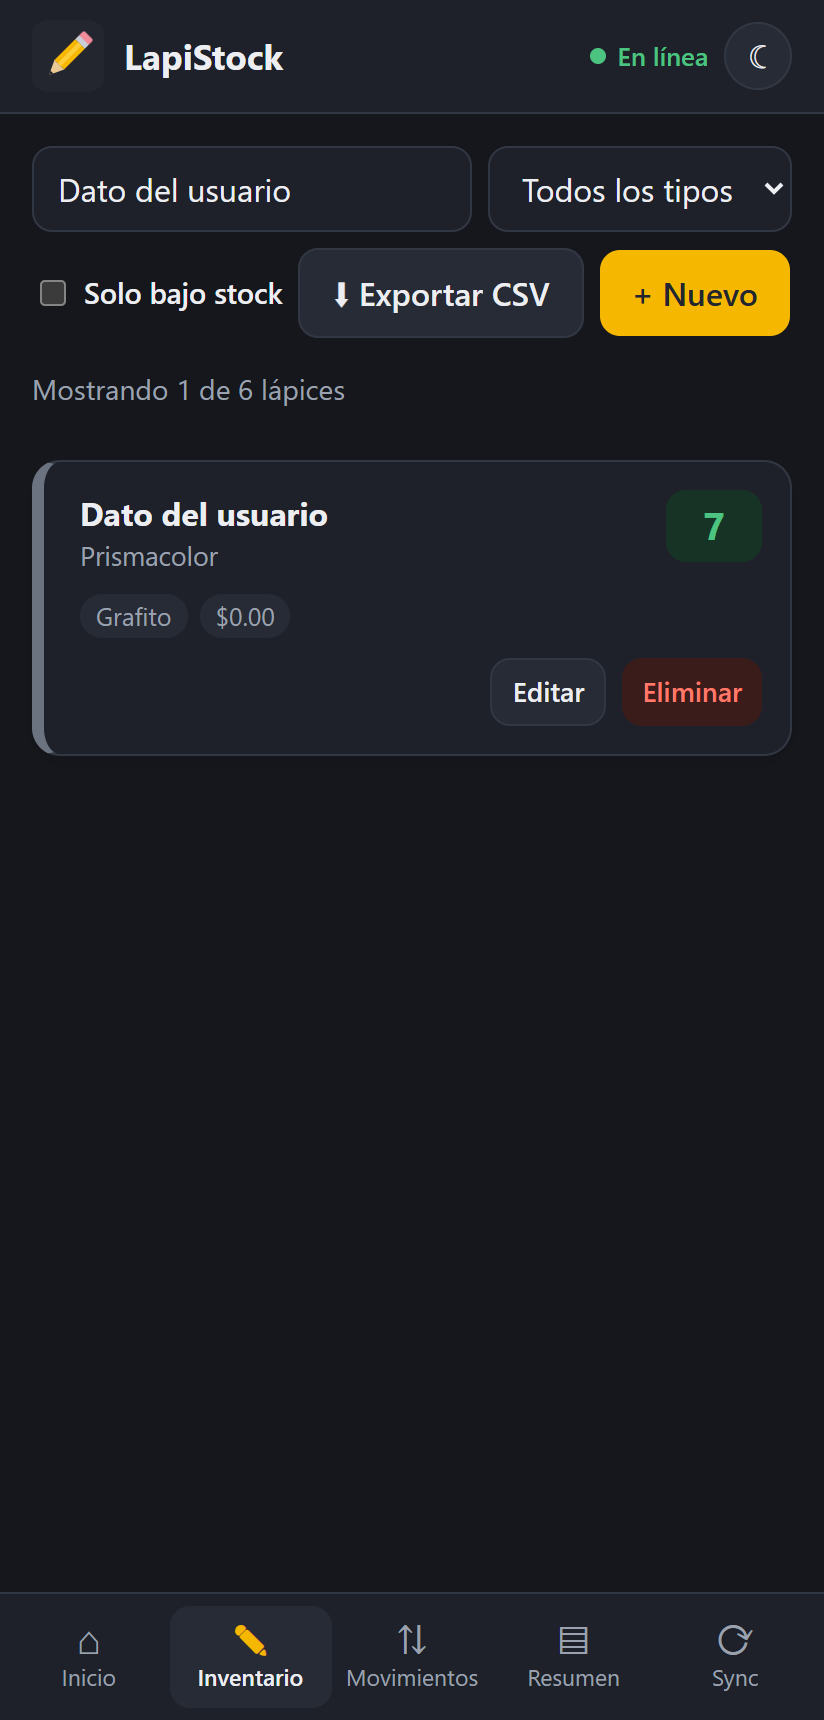 LapiStock
En línea
Dato del usuario
Todos los tipos
Solo bajo stock
⬇ Exportar CSV
+ Nuevo
Mostrando 1 de 6 lápices
Dato del usuario
7
Prismacolor
Grafito
$0.00
Editar
Eliminar
Inicio
Inventario
Movimientos
Resumen
Sync